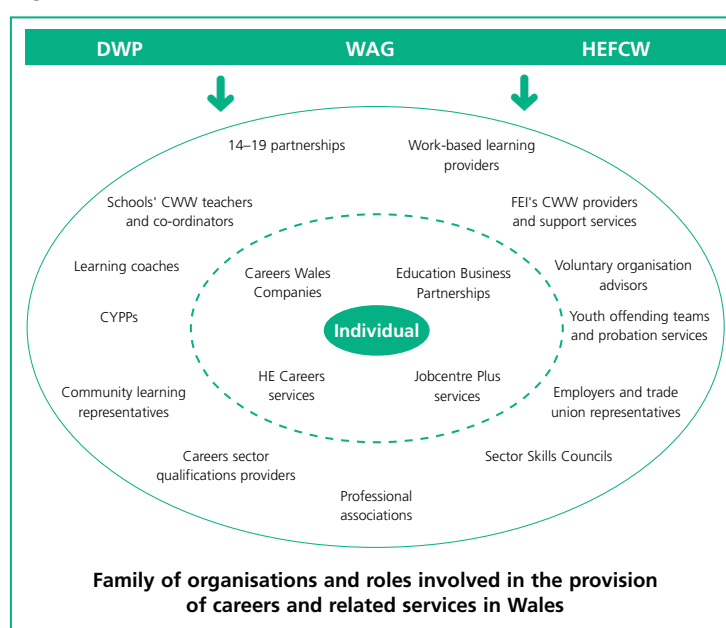 DWP WAG HEFCW
14–19 partnerships
Work-based learning
providers
Schools' CWW teachers
and co-ordinators
FEI's CWW providers
and support services
Learning coaches
Careers Wales
Companies
Education Business
Partnerships
Voluntary organisation
advisors
CYPPs
Individual
Youth offending teams
and probation services
Community learning
representatives
HE Careers
services
Jobcentre Plus
services
Employers and trade
union representatives
Careers sector
qualifications providers
Sector Skills Councils
Professional
associations
Family of organisations and roles involved in the provision
of careers and related services in Wales